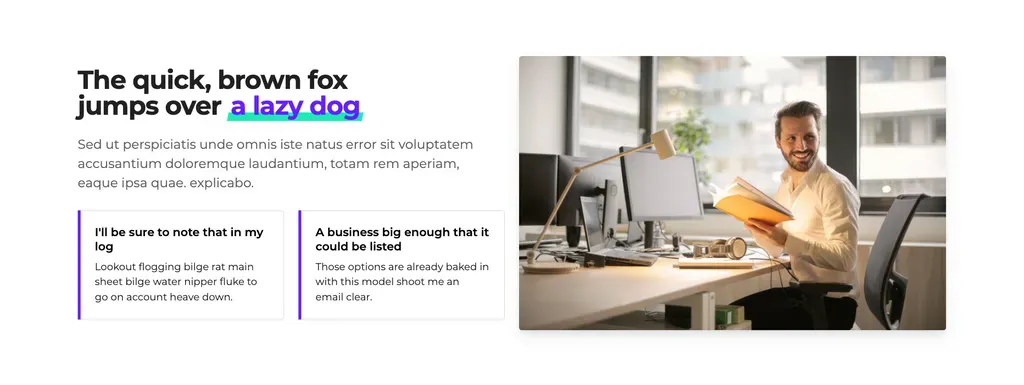 The quick, brown fox
jumps over a lazy dog
Sed ut perspiciatis unde omnis iste natus error sit voluptatem
accusantium doloremque laudantium, totam rem aperiam,
eaque ipsa quae. explicabo.
I'll be sure to note that in my
log
Lookout flogging bilge rat main
sheet bilge water nipper fluke to
go on account heave down.
A business big enough that it
could be listed
Those options are already baked in
with this model shoot me an
email clear.